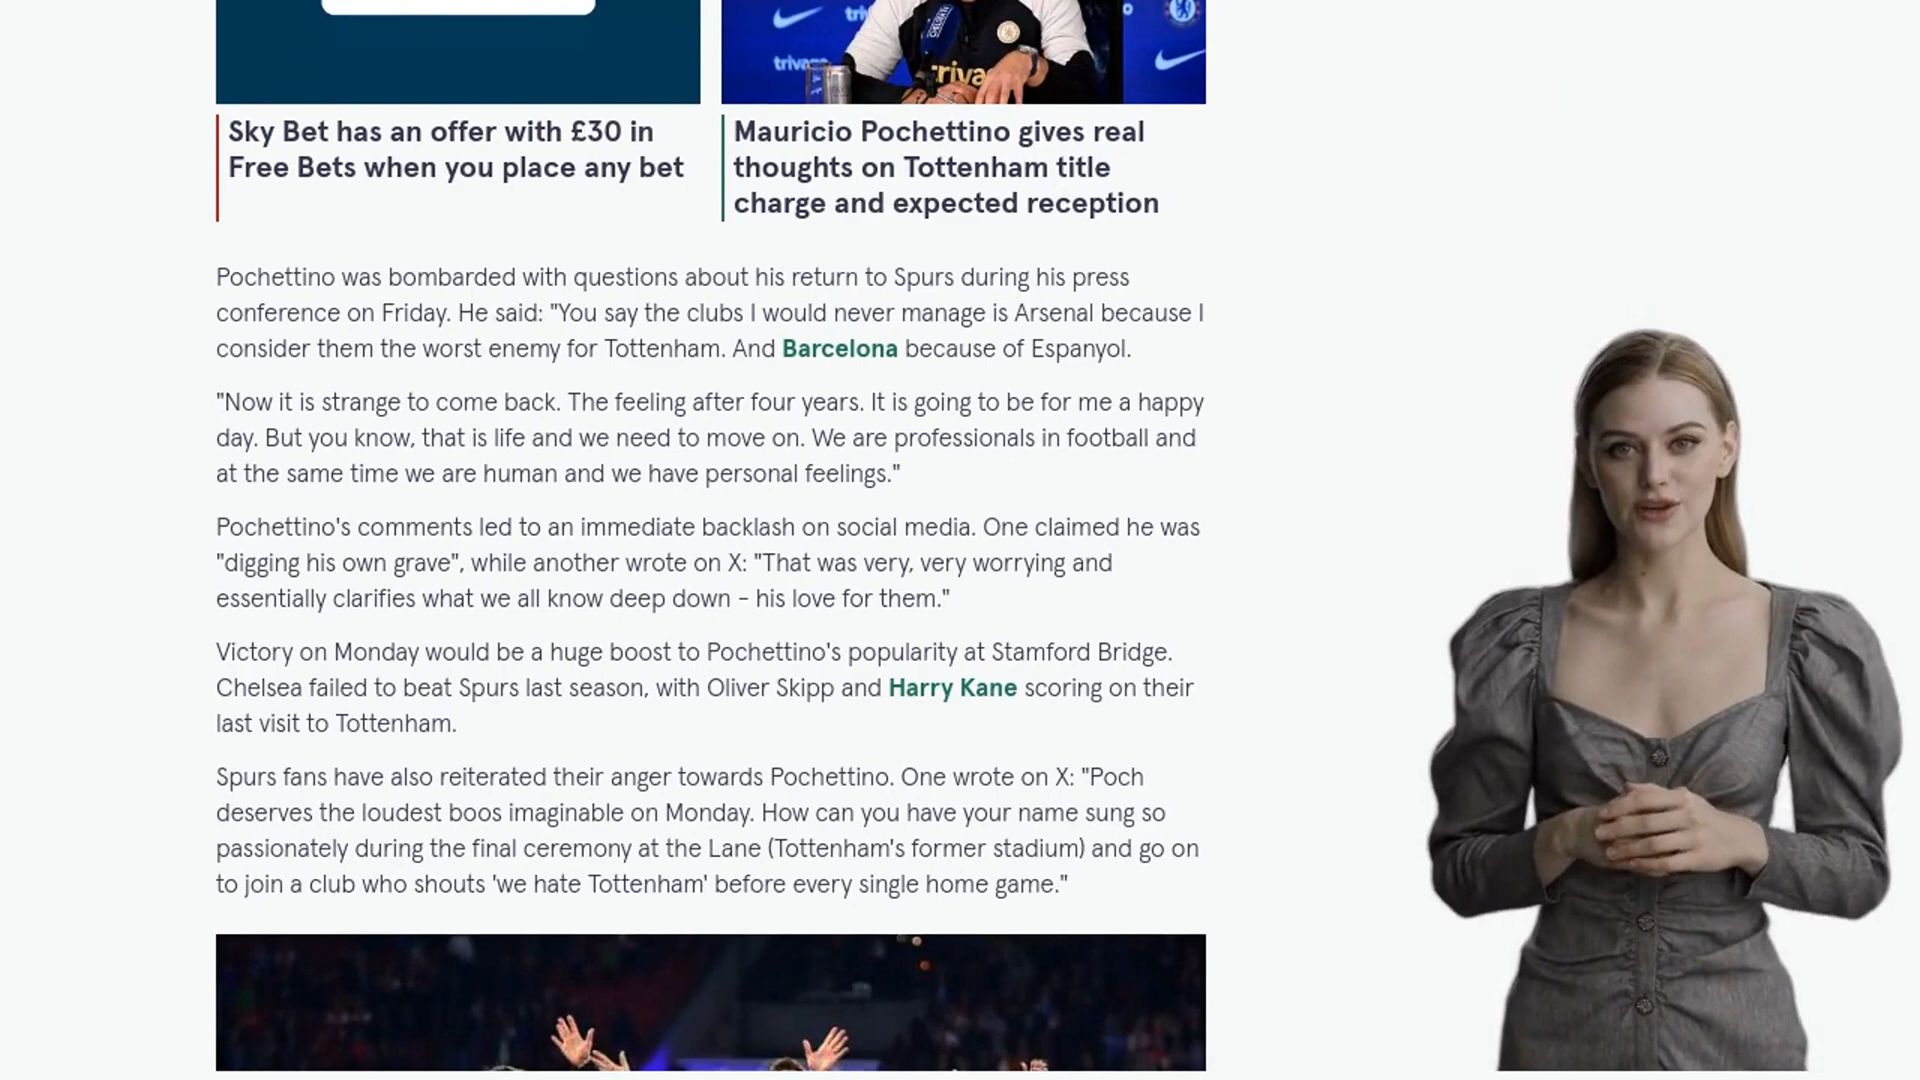 trivago
Sky Bet has an offer with £30 in
Free Bets when you place any bet
Mauricio Pochettino gives real
thoughts on Tottenham title
charge and expected reception
Pochettino was bombarded with questions about his return to Spurs during his press
conference on Friday. He said: "You say the clubs I would never manage is Arsenal because I
consider them the worst enemy for Tottenham. And Barcelona because of Espanyol.
"Now it is strange to come back. The feeling after four years. It is going to be for me a happy
day. But you know, that is life and we need to move on. We are professionals in football and
at the same time we are human and we have personal feelings."
Pochettino's comments led to an immediate backlash on social media. One claimed he was
"digging his own grave", while another wrote on X: "That was very, very worrying and
essentially clarifies what we all know deep down - his love for them."
Victory on Monday would be a huge boost to Pochettino's popularity at Stamford Bridge.
Chelsea failed to beat Spurs last season, with Oliver Skipp and Harry Kane scoring on their
last visit to Tottenham.
Spurs fans have also reiterated their anger towards Pochettino. One wrote on X: "Poch
deserves the loudest boos imaginable on Monday. How can you have your name sung so
passionately during the final ceremony at the Lane (Tottenham's former stadium) and go on
to join a club who shouts 'we hate Tottenham' before every single home game."